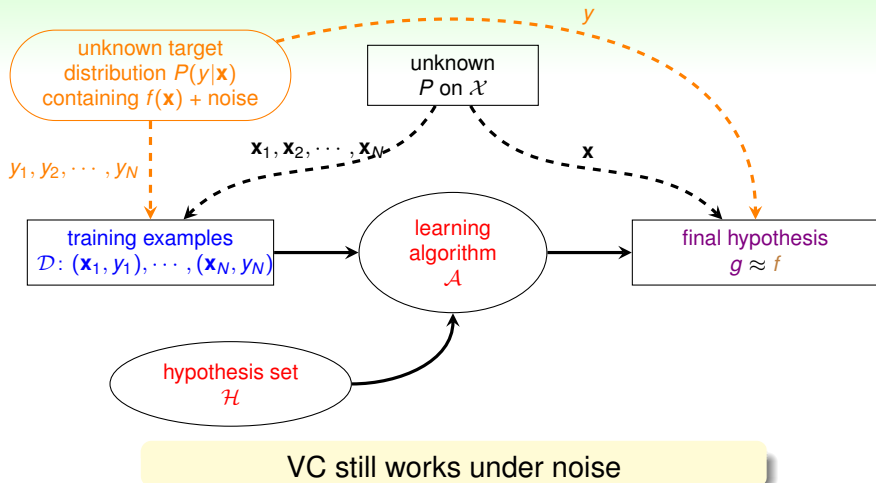 y
unknown target
distribution P(y|x)
containing f(x) + noise
unknown
P on 𝒳
x₁, x₂, ⋯ , x_N
x
y₁, y₂, ⋯ , y_N
training examples
𝒟: (x₁, y₁), ⋯ , (x_N, y_N)
learning
algorithm
𝒜
final hypothesis
g ≈ f
hypothesis set
ℋ
VC still works under noise